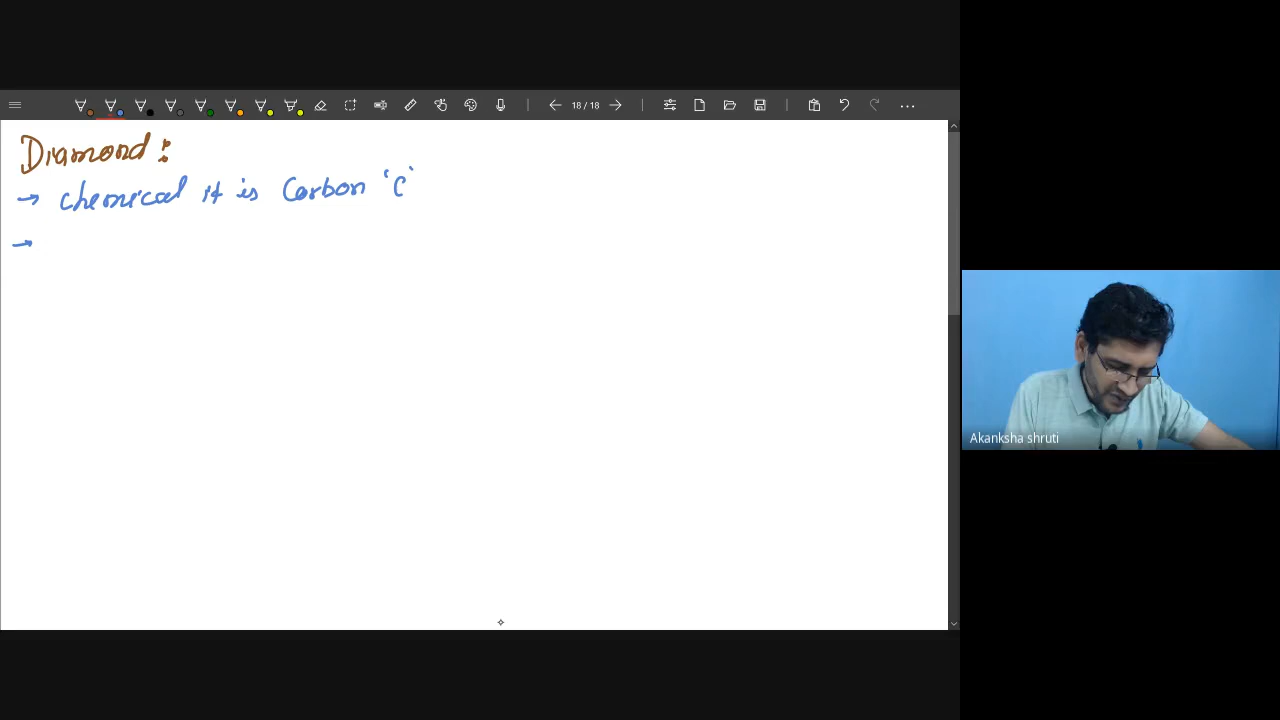 18 / 18
Diamond :
→ chemical it is Carbon 'C'
→
Akanksha shruti